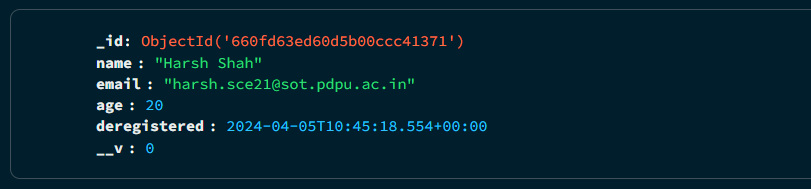 _id: ObjectId('660fd63ed60d5b00ccc41371')
name : "Harsh Shah"
email : "harsh.sce21@sot.pdpu.ac.in"
age : 20
deregistered : 2024-04-05T10:45:18.554+00:00
__v : 0